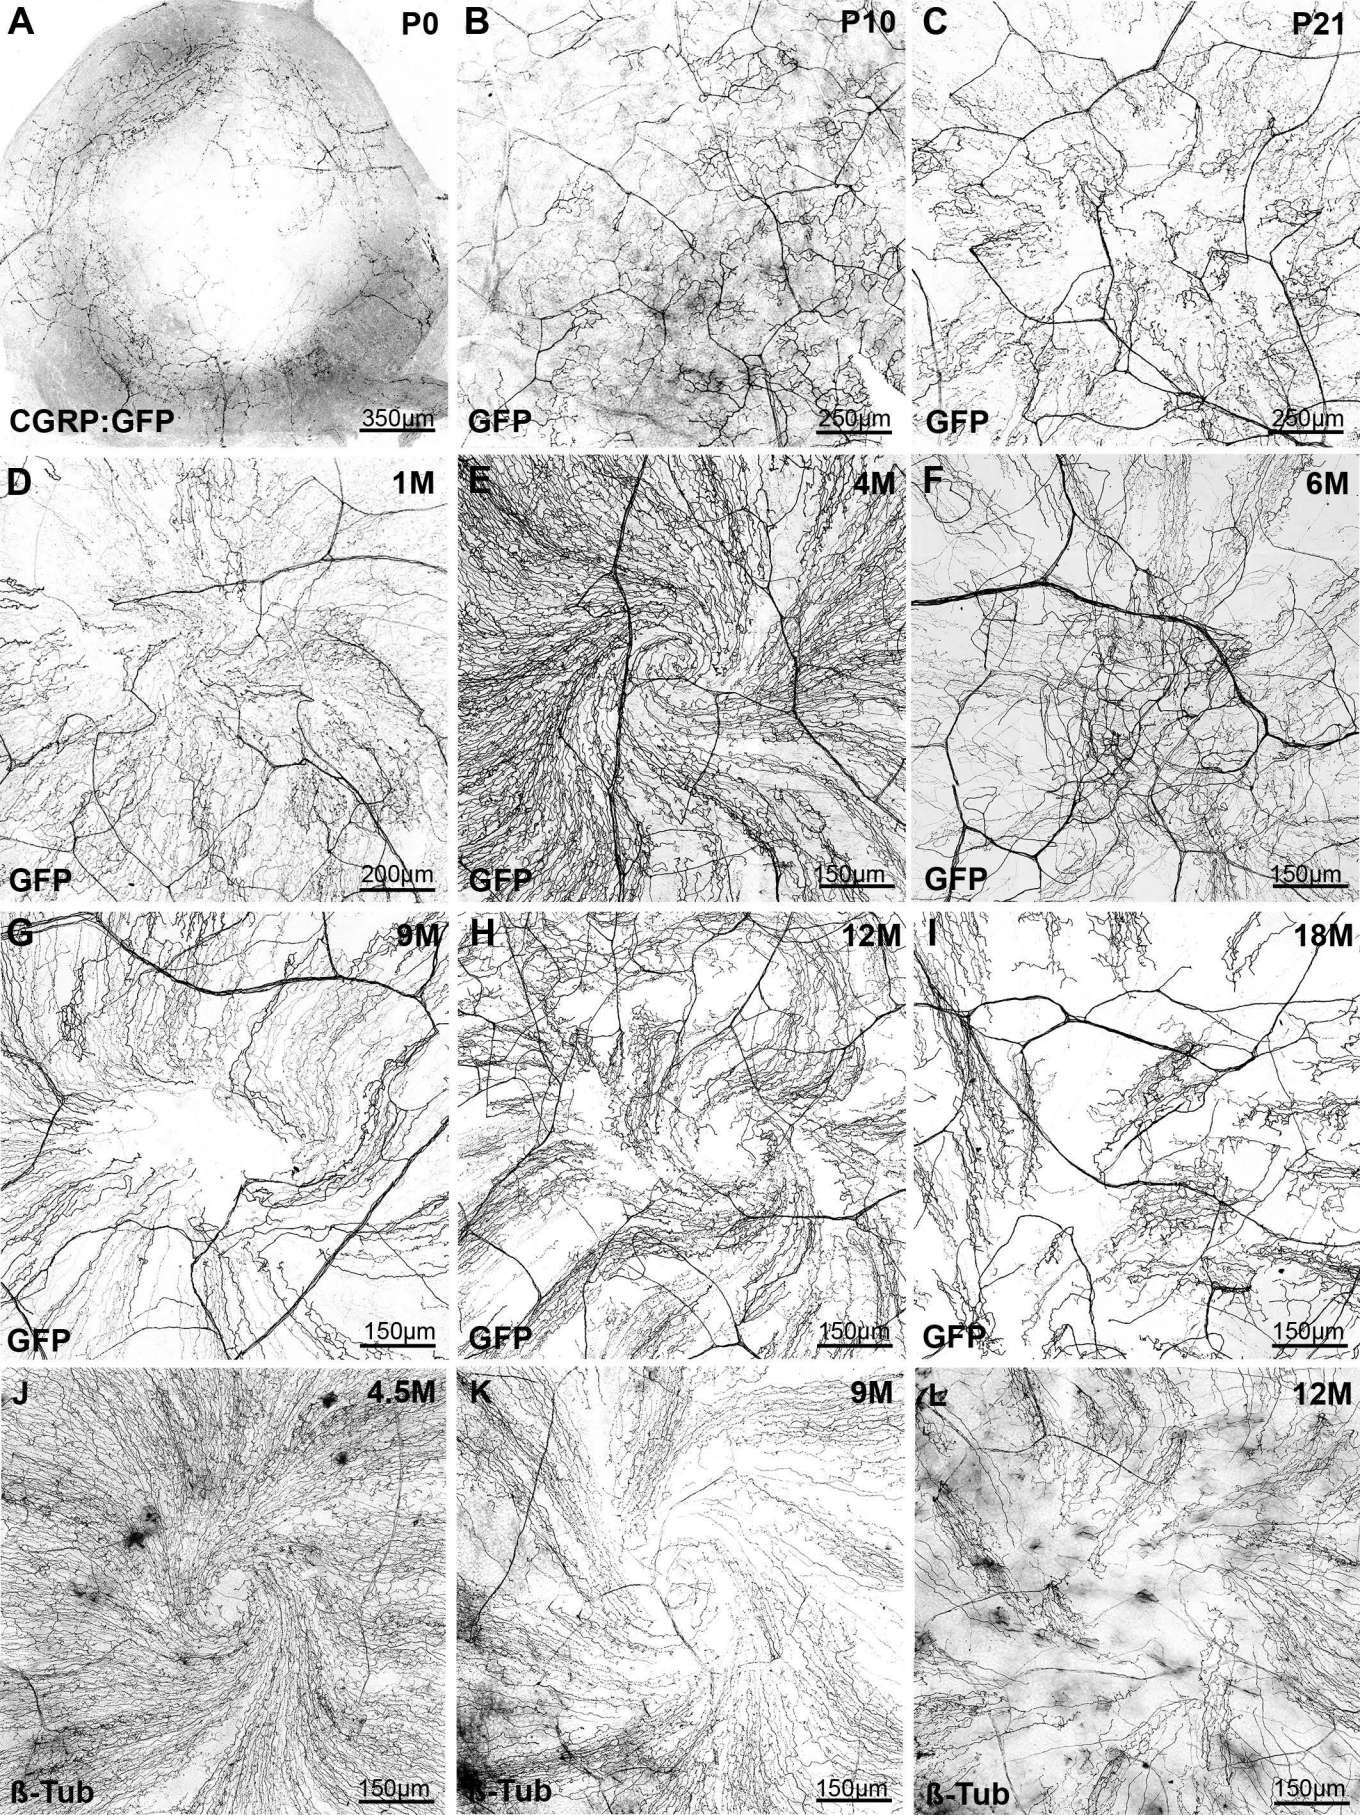 A P0
CGRP:GFP 350µm
B P10
GFP 250µm
C P21
GFP 250µm
D 1M
GFP 200µm
E 4M
GFP 150µm
F 6M
GFP 150µm
G 9M
GFP 150µm
H 12M
GFP 150µm
I 18M
GFP 150µm
J 4.5M
ß-Tub 150µm
K 9M
ß-Tub 150µm
L 12M
ß-Tub 150µm